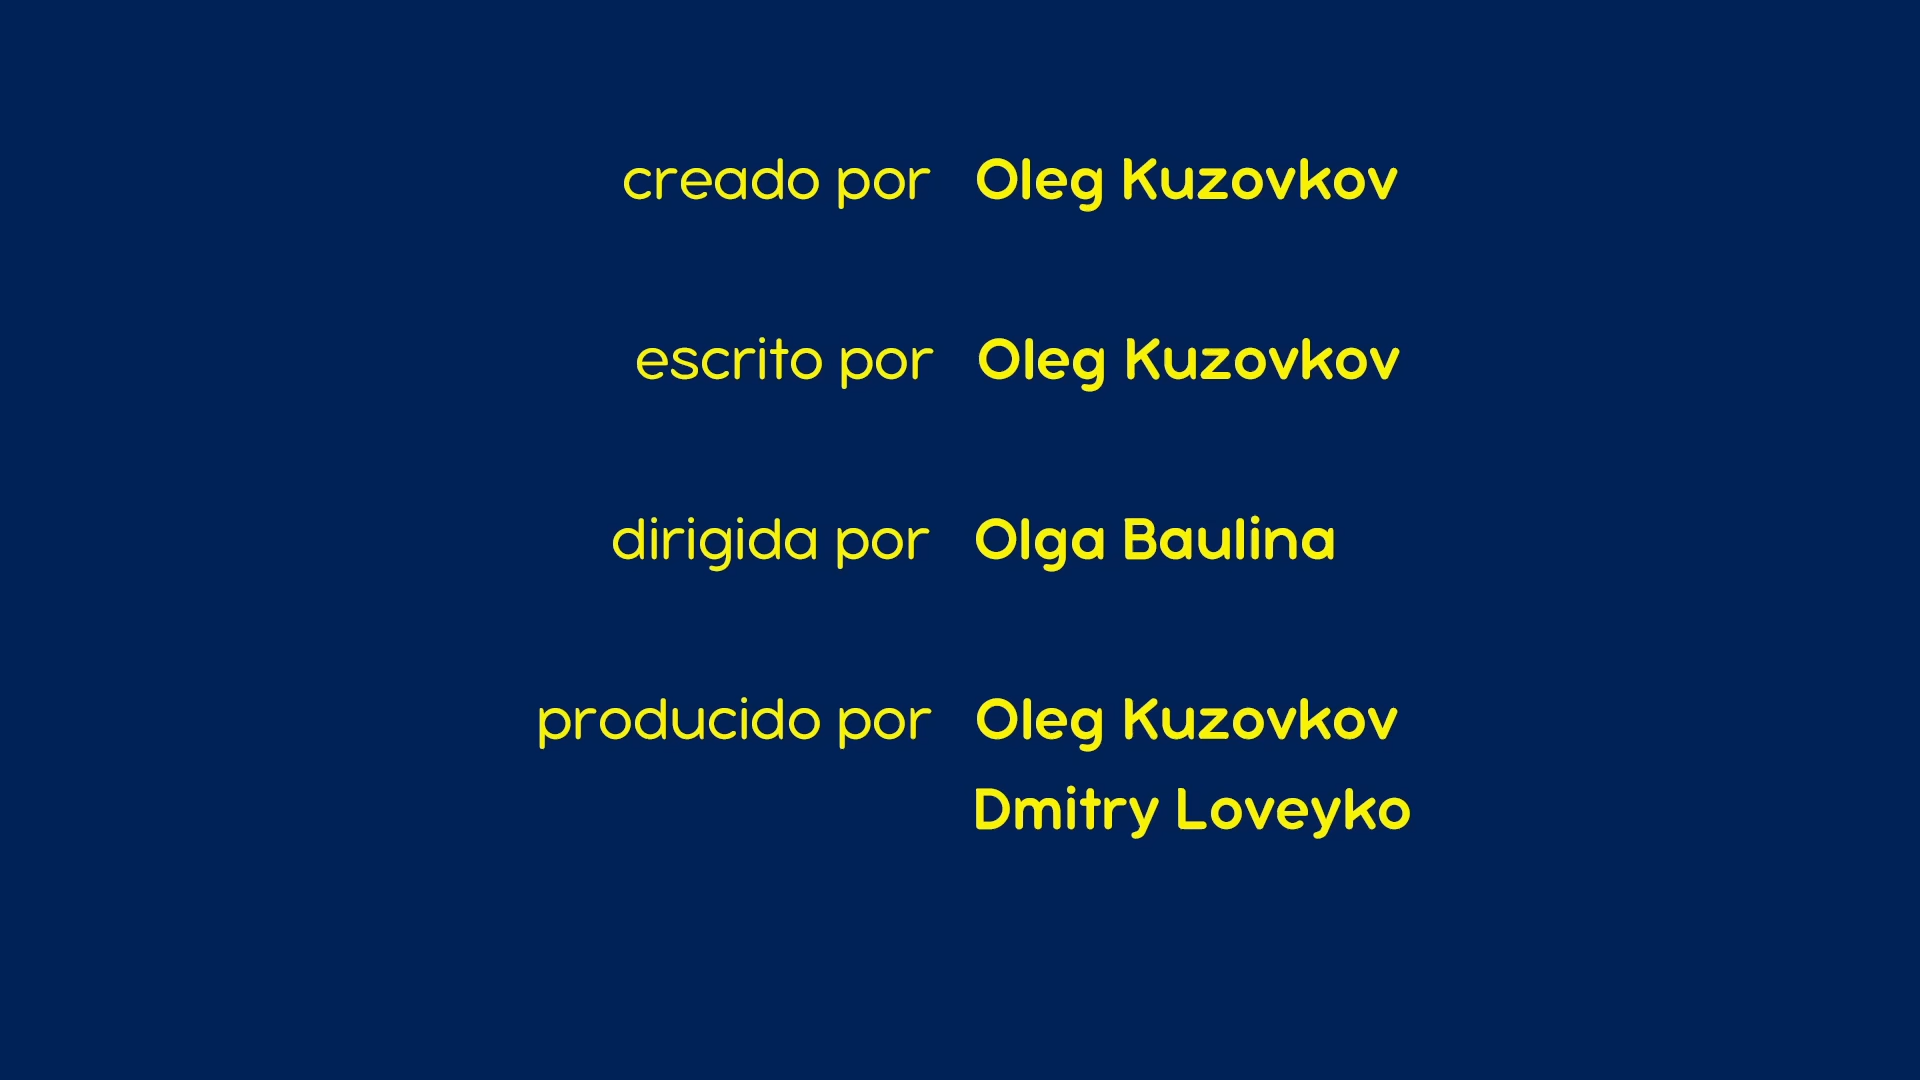 creado por Oleg Kuzovkov
escrito por Oleg Kuzovkov
dirigida por Olga Baulina
producido por Oleg Kuzovkov
Dmitry Loveyko